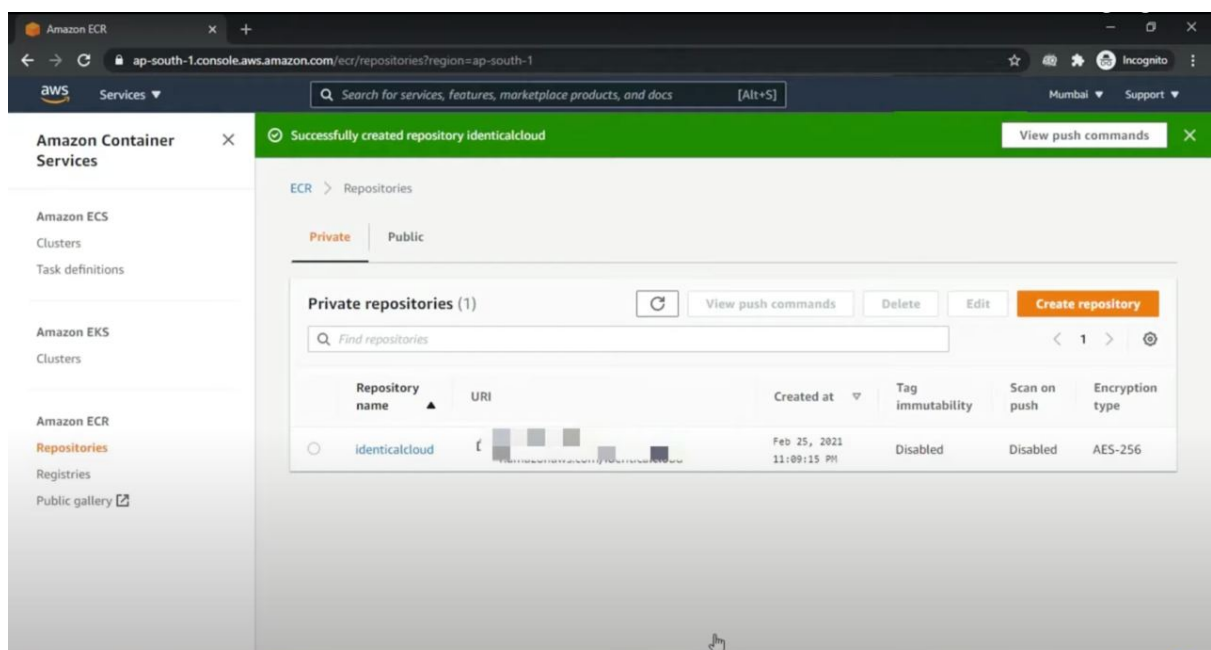 Amazon ECR
ap-south-1.console.aws.amazon.com/ecr/repositories?region=ap-south-1
Incognito
aws
Services ▼
Search for services, features, marketplace products, and docs
[Alt+S]
Mumbai ▼
Support ▼
Amazon Container
Services
Successfully created repository identicalcloud
View push commands
ECR > Repositories
Amazon ECS
Clusters
Task definitions
Amazon EKS
Clusters
Amazon ECR
Repositories
Registries
Public gallery
Private
Public
Private repositories (1)
View push commands
Delete
Edit
Create repository
Find repositories
< 1 >
Repository
name
URI
Created at
Tag
immutability
Scan on
push
Encryption
type
identicalcloud
Feb 25, 2021
11:09:15 PM
Disabled
Disabled
AES-256